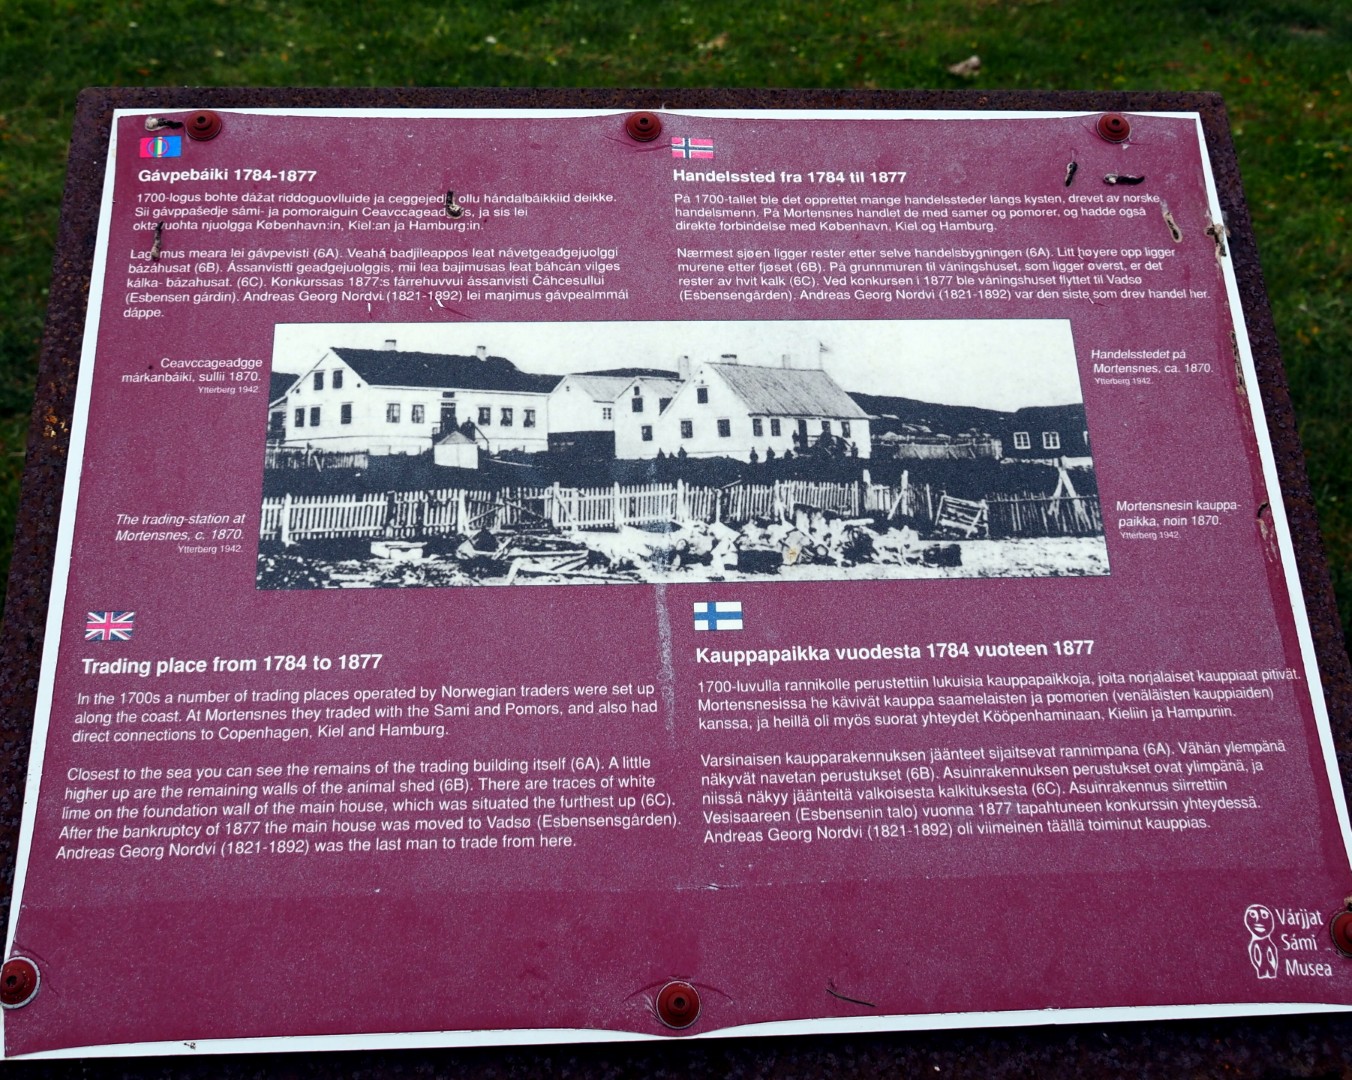 Gávpebáiki 1784-1877
1700-logus bohte dážat riddoguovlluide ja ceggejed ollu hándalbáikkiid deikke.
Sii gávppašedje sámi- ja pomoraiguin Ceavccagead is, ja sis lei
njuolgga København:in, Kiel:an ja Hamburg:in.
meara lei gávpevisti (6A). Veahá badjileappos leat návetgeađgejuolggi
bázáhusat (6B). Ássanvistti geađgejuolggis, mii lea bajimusas leat báhcán vilges
kálka- bázahusat. (6C). Konkurssas 1877:s fárrehuvvui ássanvisti Čáhcesullui
(Esbensen gárdin). Andreas Georg Nordvi (1821-1892) lei maŋimus gávpealmmái
dáppe.
Handelssted fra 1784 til 1877
På 1700-tallet ble det opprettet mange handelssteder langs kysten, drevet av norske
handelsmenn. På Mortensnes handlet de med samer og pomorer, og hadde også
direkte forbindelse med København, Kiel og Hamburg.
Nærmest sjøen ligger rester etter selve handelsbygningen (6A). Litt høyere opp ligger
murene etter fjøset (6B). På grunnmuren til våningshuset, som ligger øverst, er det
rester av hvit kalk (6C). Ved konkursen i 1877 ble våningshuset flyttet til Vadsø
(Esbensengården). Andreas Georg Nordvi (1821-1892) var den siste som drev handel her.
Ceavccageađgge
márkanbáiki, sullii 1870.
Ytterberg 1942.
Handelsstedet på
Mortensnes, ca. 1870.
Ytterberg 1942.
The trading-station at
Mortensnes, c. 1870.
Ytterberg 1942.
Mortensnesin kauppa-
paikka, noin 1870.
Ytterberg 1942.
Trading place from 1784 to 1877
In the 1700s a number of trading places operated by Norwegian traders were set up
along the coast. At Mortensnes they traded with the Sami and Pomors, and also had
direct connections to Copenhagen, Kiel and Hamburg.
Closest to the sea you can see the remains of the trading building itself (6A). A little
higher up are the remaining walls of the animal shed (6B). There are traces of white
lime on the foundation wall of the main house, which was situated the furthest up (6C).
After the bankruptcy of 1877 the main house was moved to Vadsø (Esbensensgården).
Andreas Georg Nordvi (1821-1892) was the last man to trade from here.
Kauppapaikka vuodesta 1784 vuoteen 1877
1700-luvulla rannikolle perustettiin lukuisia kauppapaikkoja, joita norjalaiset kauppiaat pitivät.
Mortensnesissa he kävivät kauppa saamelaisten ja pomorien (venäläisten kauppiaiden)
kanssa, ja heillä oli myös suorat yhteydet Kööpenhaminaan, Kieliin ja Hampuriin.
Varsinaisen kaupparakennuksen jäänteet sijaitsevat rannimpana (6A). Vähän ylempänä
näkyvät navetan perustukset (6B). Asuinrakennuksen perustukset ovat ylimpänä, ja
niissä näkyy jäänteitä valkoisesta kalkituksesta (6C). Asuinrakennus siirrettiin
Vesisaareen (Esbensenin talo) vuonna 1877 tapahtuneen konkurssin yhteydessä.
Andreas Georg Nordvi (1821-1892) oli viimeinen täällä toiminut kauppias.
Várjjat
Sámi
Musea